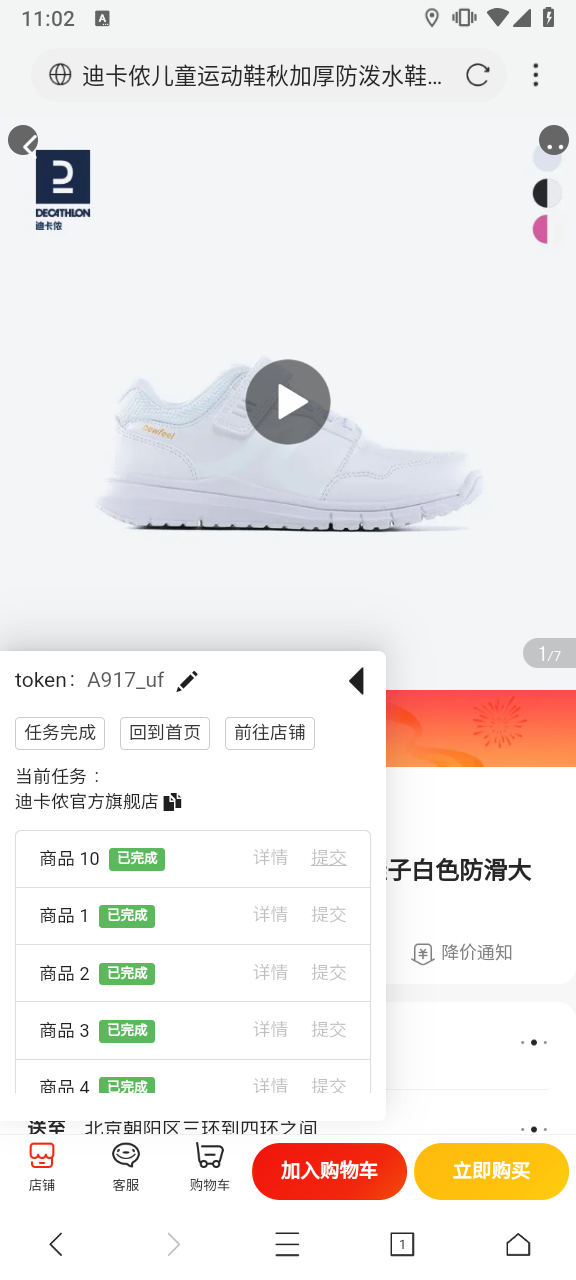 11:02
A
迪卡侬儿童运动鞋秋加厚防泼水鞋...
DECATHLON
迪卡侬
newfeel
1/7
token： A917_uf
任务完成 回到首页 前往店铺
当前任务：
迪卡侬官方旗舰店
商品 10 已完成 详情 提交
商品 1 已完成 详情 提交
商品 2 已完成 详情 提交
商品 3 已完成 详情 提交
商品 4 已完成 详情 提交
子白色防滑大
降价通知
送至 北京朝阳区三环到四环之间
店铺 客服 购物车 加入购物车 立即购买
1